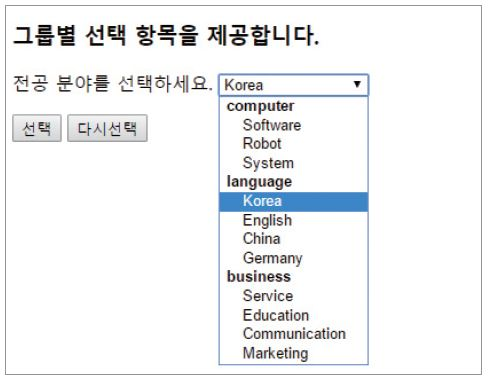 그룹별 선택 항목을 제공합니다.
전공 분야를 선택하세요. Korea
선택 다시선택
computer
Software
Robot
System
language
Korea
English
China
Germany
business
Service
Education
Communication
Marketing